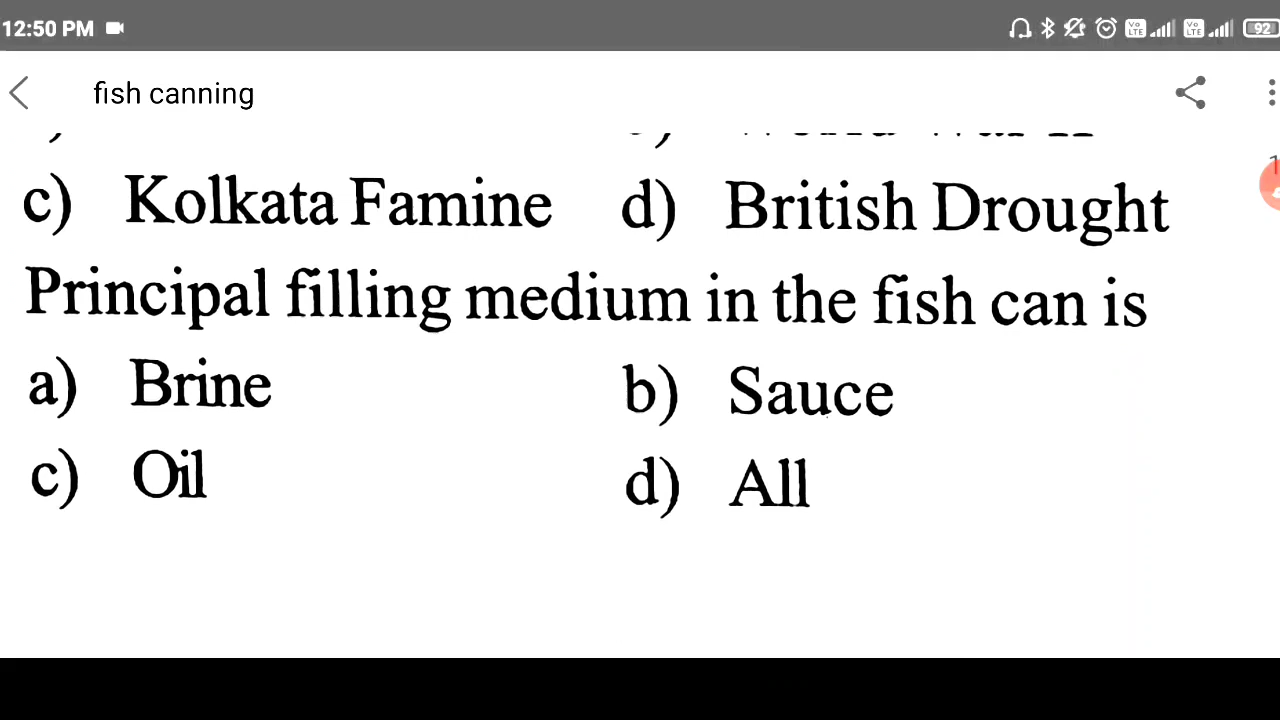 12:50 PM 92
fish canning
c) Kolkata Famine d) British Drought
Principal filling medium in the fish can is
a) Brine b) Sauce
c) Oil d) All